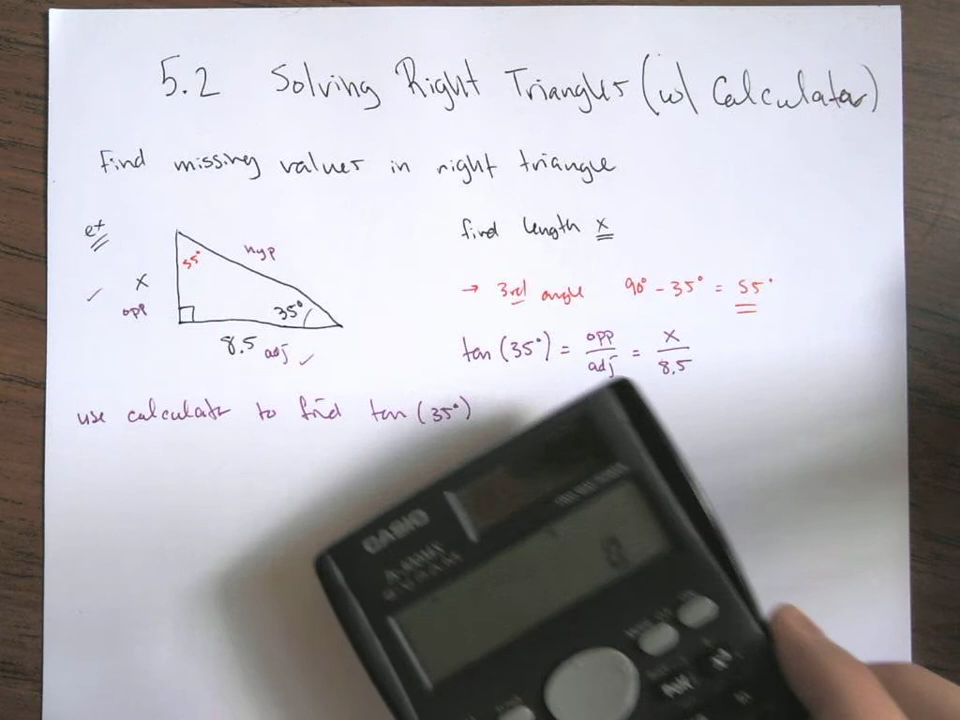 5.2 Solving Right Triangles (w/ Calculator)
Find missing values in right triangle
ex
find length x
55°
hyp
x
opp
35°
8.5 adj
→ 3rd angle 90° - 35° = 55°
tan (35°) = opp/adj = x/8.5
use calculator to find tan (35°)
CASIO
0